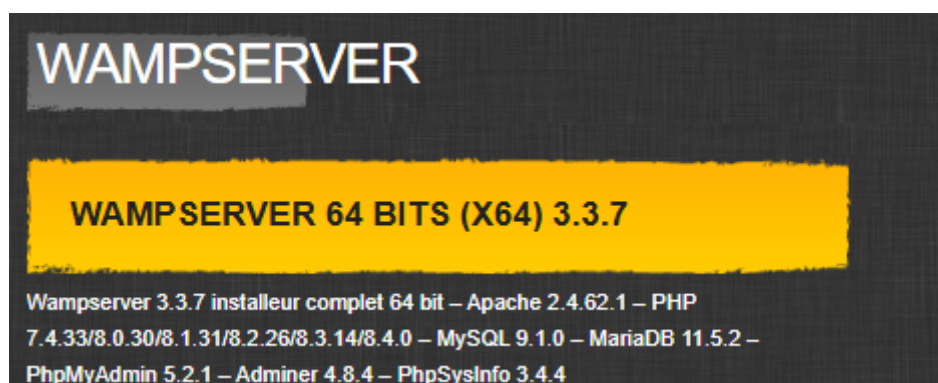 WAMPSERVER
WAMPSERVER 64 BITS (X64) 3.3.7
Wampserver 3.3.7 installeur complet 64 bit – Apache 2.4.62.1 – PHP
7.4.33/8.0.30/8.1.31/8.2.26/8.3.14/8.4.0 – MySQL 9.1.0 – MariaDB 11.5.2 –
PhpMyAdmin 5.2.1 – Adminer 4.8.4 – PhpSysInfo 3.4.4